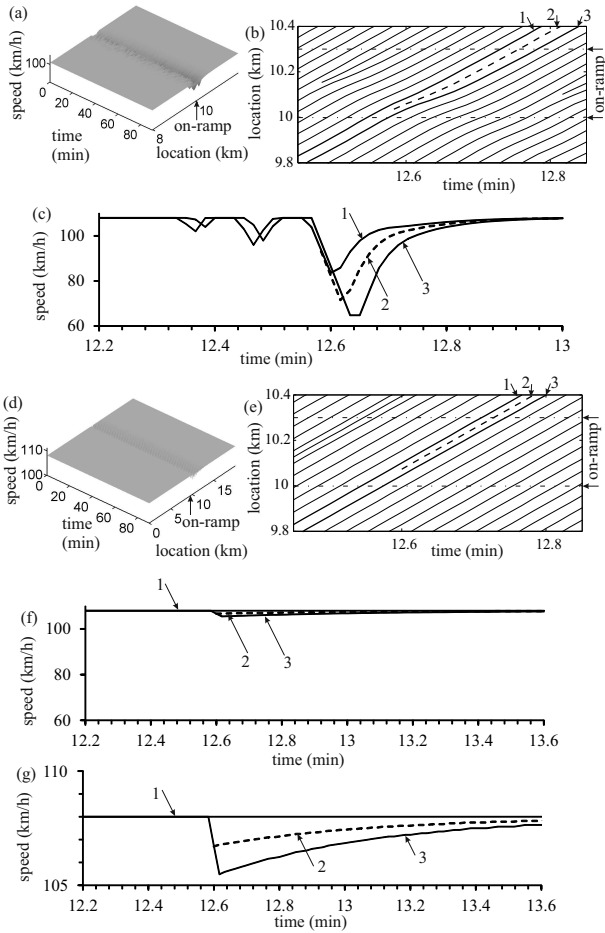 (a)
speed (km/h)
100
0
0
20
40
60
80
time
(min)
8
10
on-ramp
location (km)
(b)
1 2 3
location (km)
10.4
10.2
10
9.8
12.6
12.8
time (min)
on-ramp
(c)
speed (km/h)
100
80
60
1
2
3
12.2
12.4
12.6
12.8
13
time (min)
(d)
speed (km/h)
110
100
0
20
40
60
80
time
(min)
0
5
10
15
on-ramp
location (km)
(e)
1 2 3
location (km)
10.4
10.2
10
9.8
12.6
12.8
time (min)
on-ramp
(f)
speed (km/h)
100
80
60
1
2
3
12.2
12.4
12.6
12.8
13
13.2
13.4
13.6
time (min)
(g)
speed (km/h)
110
105
1
2
3
12.2
12.4
12.6
12.8
13
13.2
13.4
13.6
time (min)